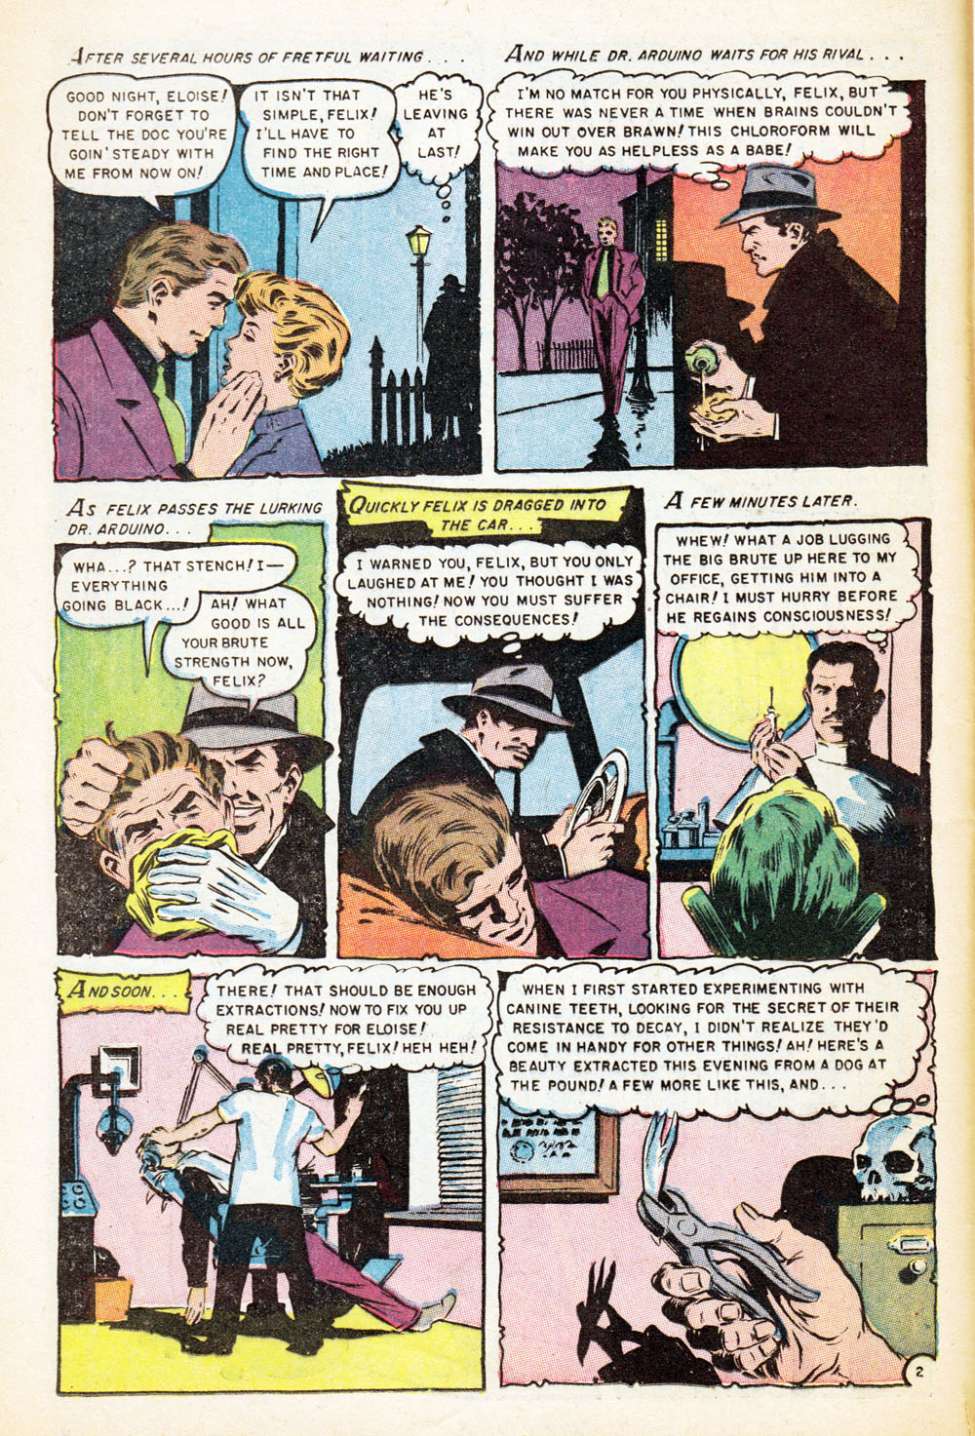 AFTER SEVERAL HOURS OF FRETFUL WAITING . . .
GOOD NIGHT, ELOISE!
DON'T FORGET TO
TELL THE DOC YOU'RE
GOIN' STEADY WITH
ME FROM NOW ON!
IT ISN'T THAT
SIMPLE, FELIX!
I'LL HAVE TO
FIND THE RIGHT
TIME AND PLACE!
HE'S
LEAVING
AT
LAST!
AND WHILE DR. ARDUINO WAITS FOR HIS RIVAL . . .
I'M NO MATCH FOR YOU PHYSICALLY, FELIX, BUT
THERE WAS NEVER A TIME WHEN BRAINS COULDN'T
WIN OUT OVER BRAWN! THIS CHLOROFORM WILL
MAKE YOU AS HELPLESS AS A BABE!
AS FELIX PASSES THE LURKING
DR. ARDUINO . . .
WHA...? THAT STENCH! I—
EVERYTHING
GOING BLACK...!
AH! WHAT
GOOD IS ALL
YOUR BRUTE
STRENGTH NOW,
FELIX?
QUICKLY FELIX IS DRAGGED INTO
THE CAR . . .
I WARNED YOU, FELIX, BUT YOU ONLY
LAUGHED AT ME! YOU THOUGHT I WAS
NOTHING! NOW YOU MUST SUFFER
THE CONSEQUENCES!
A FEW MINUTES LATER.
WHEW! WHAT A JOB LUGGING
THE BIG BRUTE UP HERE TO MY
OFFICE, GETTING HIM INTO A
CHAIR! I MUST HURRY BEFORE
HE REGAINS CONSCIOUSNESS!
AND SOON . . .
THERE! THAT SHOULD BE ENOUGH
EXTRACTIONS! NOW TO FIX YOU UP
REAL PRETTY FOR ELOISE!
REAL PRETTY, FELIX! HEH HEH!
WHEN I FIRST STARTED EXPERIMENTING WITH
CANINE TEETH, LOOKING FOR THE SECRET OF THEIR
RESISTANCE TO DECAY, I DIDN'T REALIZE THEY'D
COME IN HANDY FOR OTHER THINGS! AH! HERE'S A
BEAUTY EXTRACTED THIS EVENING FROM A DOG AT
THE POUND! A FEW MORE LIKE THIS, AND . . .
2